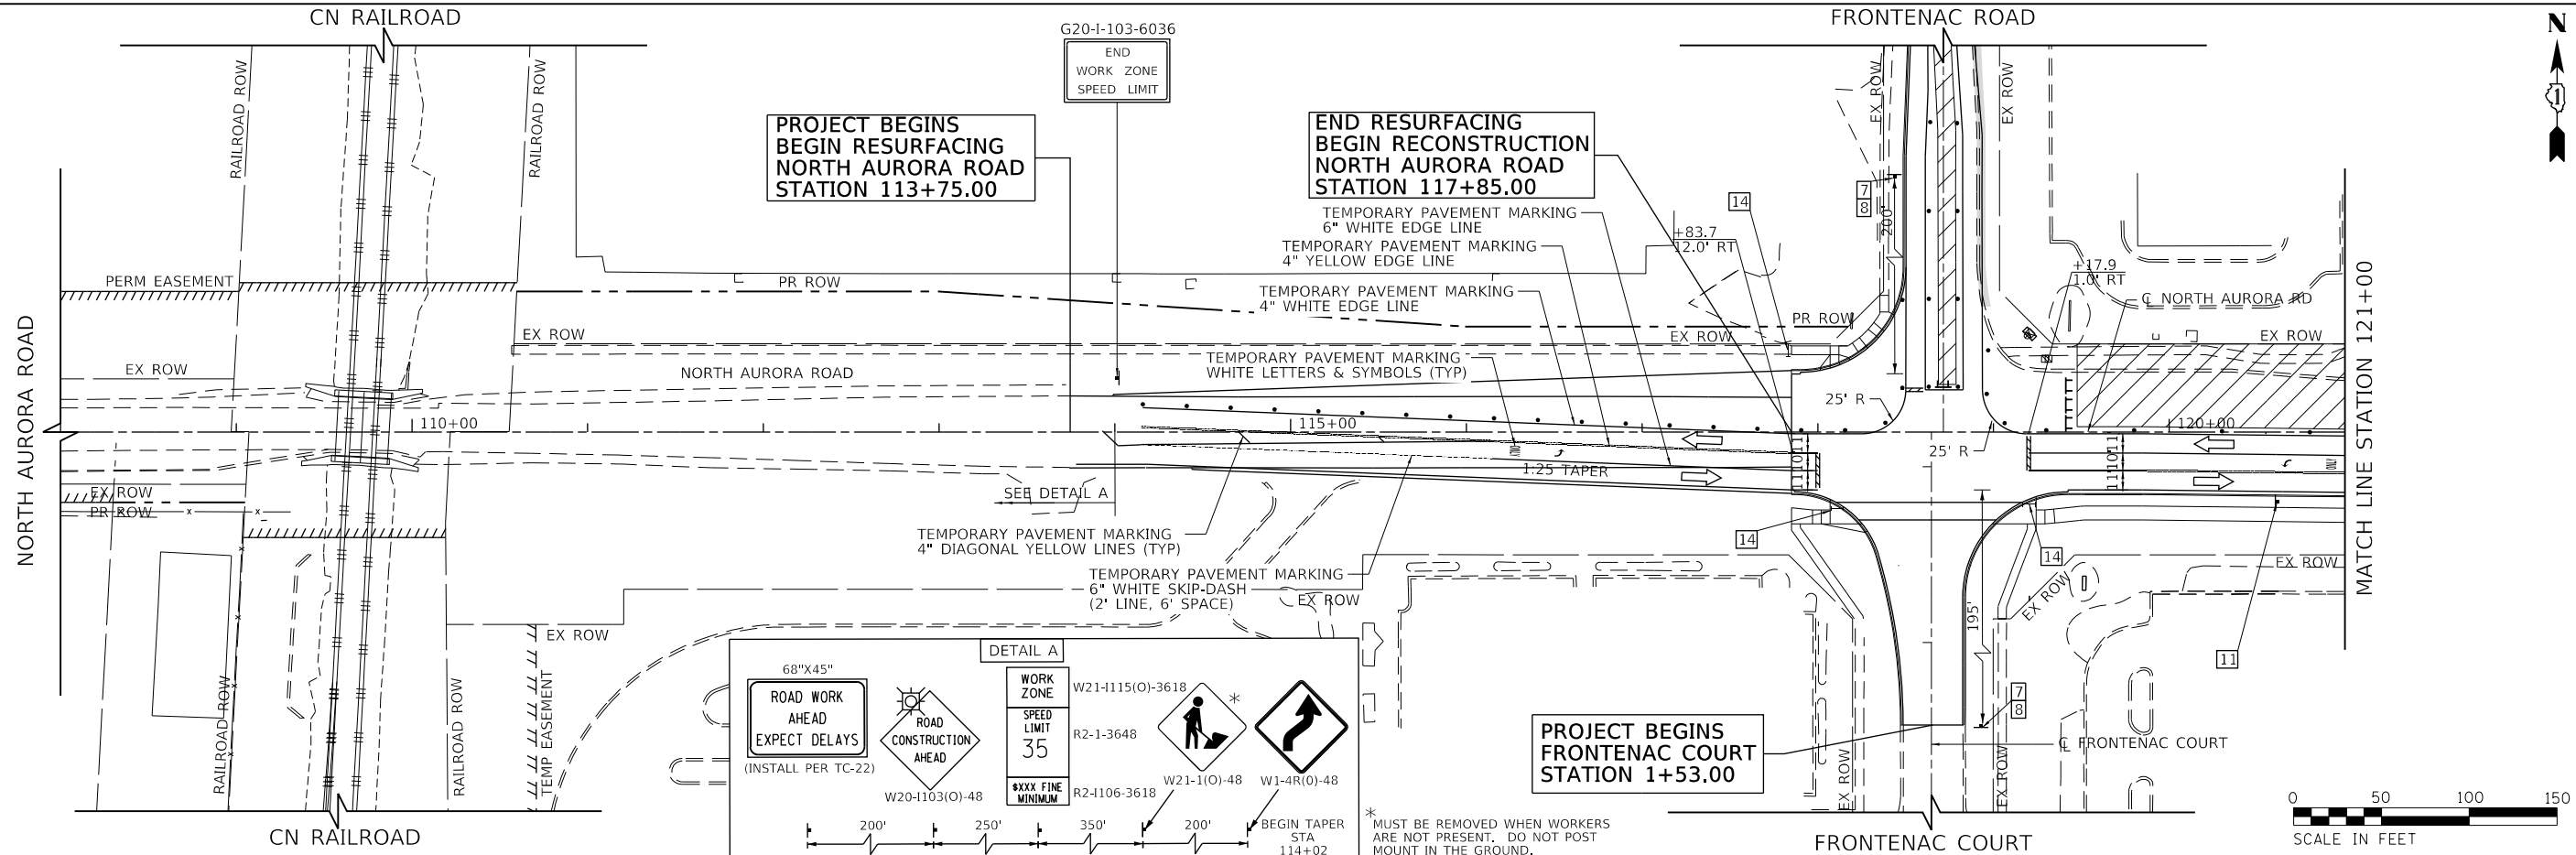 CN RAILROAD
FRONTENAC ROAD
N
G20-I-103-6036
END
WORK ZONE
SPEED LIMIT
RAILROAD ROW
RAILROAD ROW
EX ROW
EX ROW
PROJECT BEGINS
BEGIN RESURFACING
NORTH AURORA ROAD
STATION 113+75.00
END RESURFACING
BEGIN RECONSTRUCTION
NORTH AURORA ROAD
STATION 117+85.00
14
7
8
200'
TEMPORARY PAVEMENT MARKING
6" WHITE EDGE LINE
TEMPORARY PAVEMENT MARKING
4" YELLOW EDGE LINE
+83.7
12.0' RT
+17.9
1.0' RT
PERM EASEMENT
PR ROW
TEMPORARY PAVEMENT MARKING
4" WHITE EDGE LINE
℄ NORTH AURORA RD
PR ROW
EX ROW
EX ROW
EX ROW
TEMPORARY PAVEMENT MARKING
WHITE LETTERS & SYMBOLS (TYP)
EX ROW
NORTH AURORA ROAD
25' R
110+00
115+00
120+00
NORTH AURORA ROAD
MATCH LINE STATION 121+00
ONLY
1:25 TAPER
11'
10'
11'
25' R
11'
10'
11'
ONLY
EX ROW
PR ROW
SEE DETAIL A
14
14
TEMPORARY PAVEMENT MARKING
4" DIAGONAL YELLOW LINES (TYP)
TEMPORARY PAVEMENT MARKING
6" WHITE SKIP-DASH
(2' LINE, 6' SPACE)
EX ROW
EX ROW
EX ROW
EX ROW
195'
11
RAILROAD ROW
RAILROAD ROW
TEMP EASEMENT
DETAIL A
68"X45"
ROAD WORK
AHEAD
EXPECT DELAYS
(INSTALL PER TC-22)
ROAD
CONSTRUCTION
AHEAD
W20-I103(O)-48
WORK
ZONE
W21-I115(O)-3618
SPEED
LIMIT
35
R2-1-3648
$XXX FINE
MINIMUM
R2-I106-3618
*
W21-1(O)-48
W1-4R(0)-48
200'
250'
350'
200'
BEGIN TAPER
STA
114+02
* MUST BE REMOVED WHEN WORKERS
ARE NOT PRESENT. DO NOT POST
MOUNT IN THE GROUND.
PROJECT BEGINS
FRONTENAC COURT
STATION 1+53.00
7
8
℄ FRONTENAC COURT
EX ROW
EX ROW
CN RAILROAD
FRONTENAC COURT
0 50 100 150
SCALE IN FEET